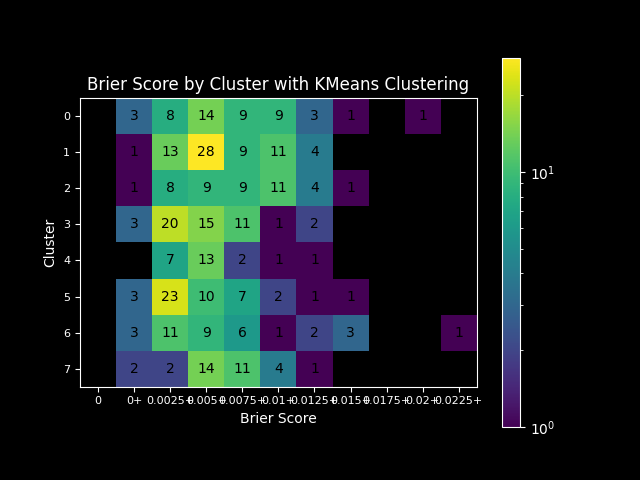 Brier Score by Cluster with KMeans Clustering
0 3 8 14 9 9 3 1 1
1 1 13 28 9 11 4
2 1 8 9 9 11 4 1
3 3 20 15 11 1 2
4 7 13 2 1 1
5 3 23 10 7 2 1 1
6 3 11 9 6 1 2 3 1
7 2 2 14 11 4 1
0 0+ 0.0025+ 0.005+ 0.0075+ 0.01+ 0.0125+ 0.015+ 0.0175+ 0.02+ 0.0225+
Brier Score
Cluster
10¹
10⁰